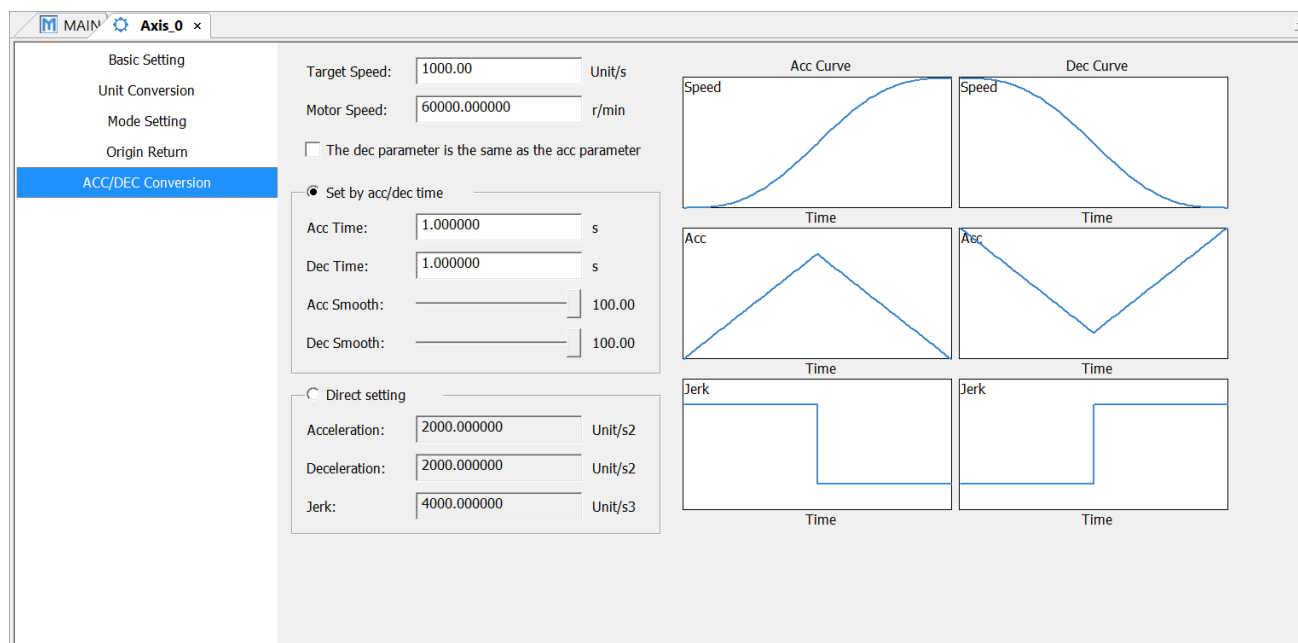 MAIN
Axis_0 ×
Basic Setting
Unit Conversion
Mode Setting
Origin Return
ACC/DEC Conversion
Target Speed: 1000.00 Unit/s
Motor Speed: 60000.000000 r/min
The dec parameter is the same as the acc parameter
Set by acc/dec time
Acc Time: 1.000000 s
Dec Time: 1.000000 s
Acc Smooth: 100.00
Dec Smooth: 100.00
Direct setting
Acceleration: 2000.000000 Unit/s2
Deceleration: 2000.000000 Unit/s2
Jerk: 4000.000000 Unit/s3
Acc Curve
Speed
Time
Acc
Time
Jerk
Time
Dec Curve
Speed
Time
Acc
Time
Jerk
Time